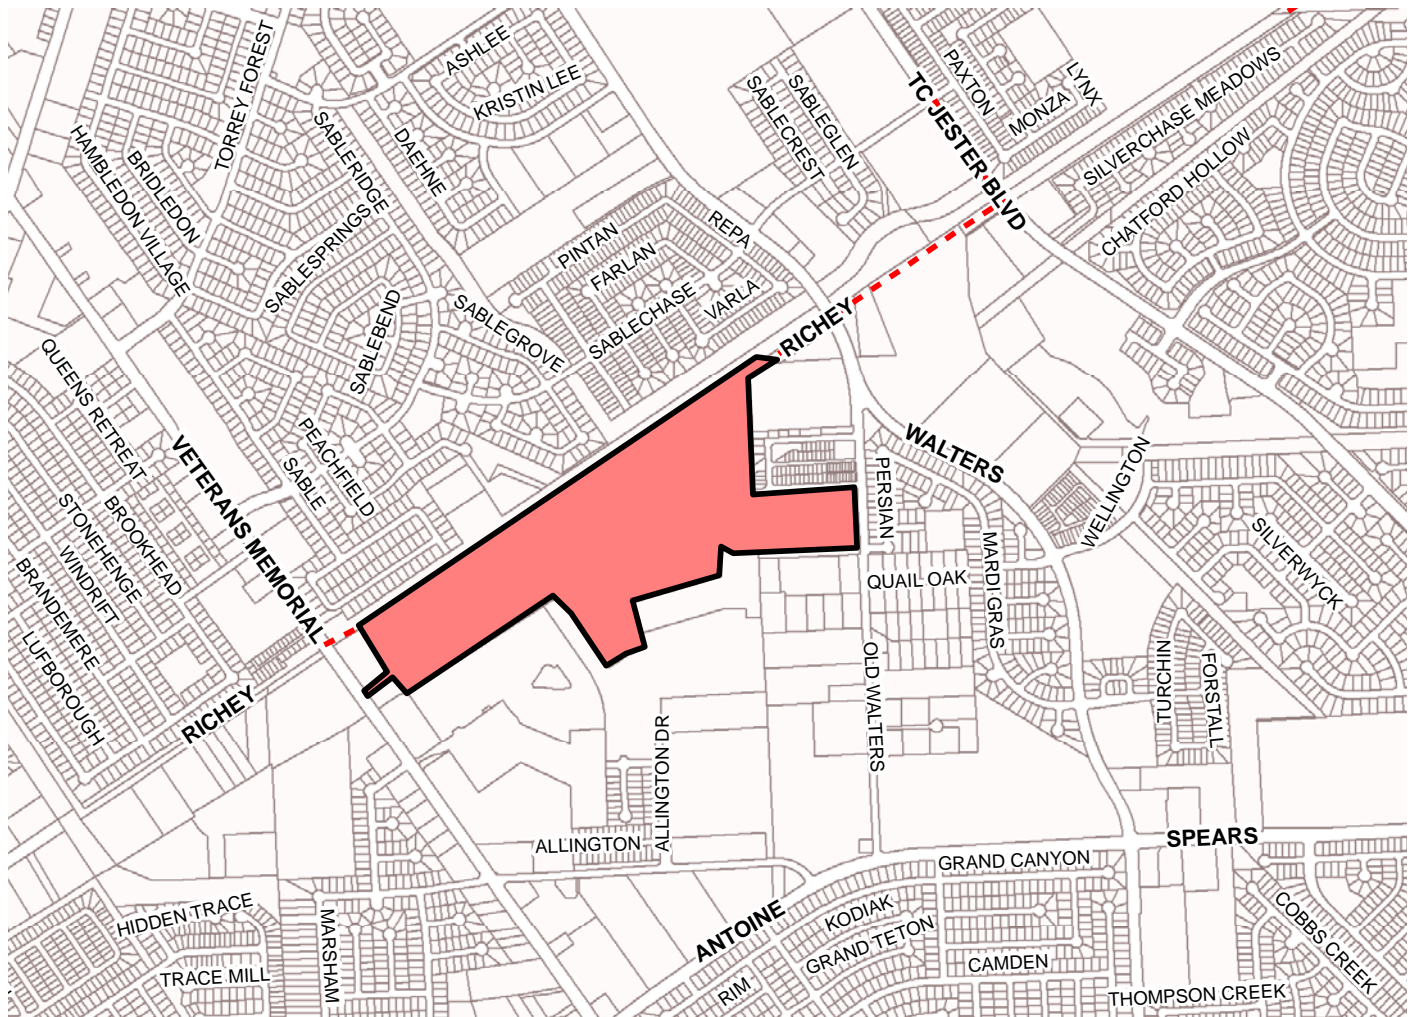 ASHLEE
TORREY FOREST
KRISTIN LEE
PAXTON
LYNX
MONZA
TC JESTER BLVD
SILVERCHASE MEADOWS
SABLEGLEN
SABLECREST
SABLERIDGE
DAEHNE
HAMBLEDON VILLAGE
BRIDLEDON
CHATFORD HOLLOW
REPA
PINTAN
FARLAN
SABLESPRINGS
SABLECHASE
VARLA
SABLEBEND
SABLEGROVE
RICHEY
QUEENS RETREAT
VETERANS MEMORIAL
PEACHFIELD
SABLE
WALTERS
PERSIAN
WELLINGTON
BROOKHEAD
STONEHENGE
WINDRIFT
BRANDEMERE
LUFBOROUGH
SILVERWYCK
MARDI GRAS
QUAIL OAK
RICHEY
OLD WALTERS
TURCHIN
FORSTALL
ALLINGTON DR
ALLINGTON
SPEARS
GRAND CANYON
HIDDEN TRACE
MARSHAM
KODIAK
ANTOINE
GRAND TETON
COBBS CREEK
TRACE MILL
CAMDEN
RIM
THOMPSON CREEK